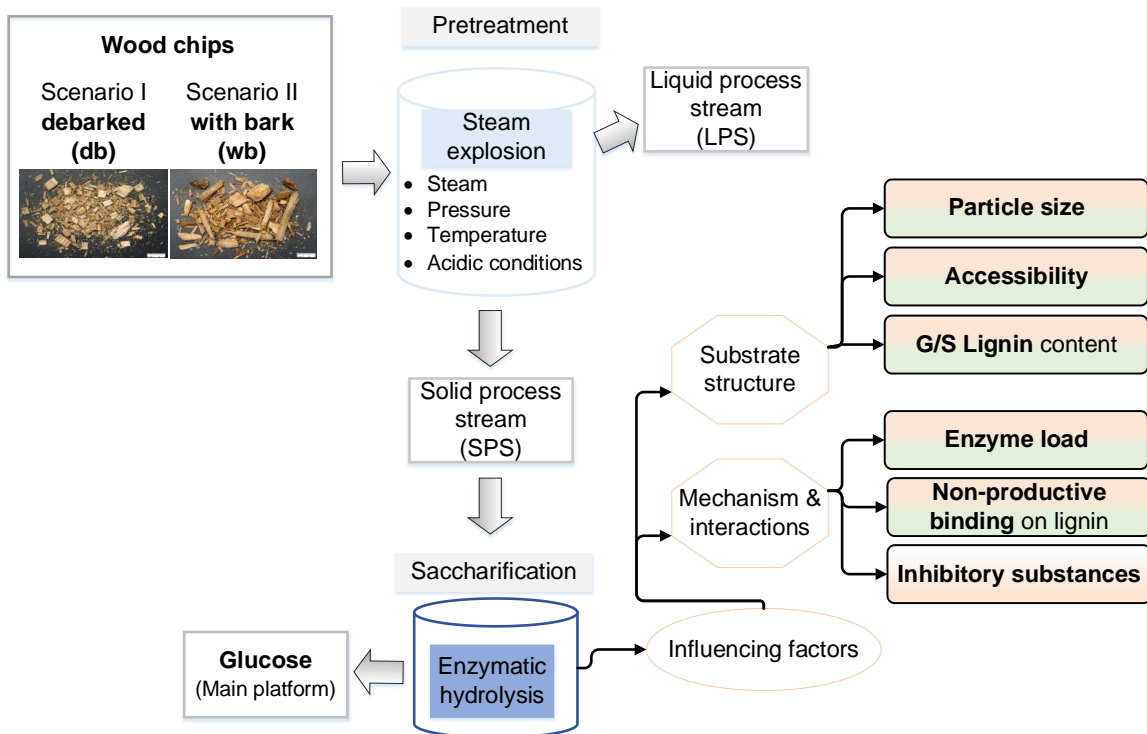 Wood chips
Scenario I
debarked
(db)
Scenario II
with bark
(wb)
Pretreatment
Steam
explosion
• Steam
• Pressure
• Temperature
• Acidic conditions
Liquid process
stream
(LPS)
Solid process
stream
(SPS)
Saccharification
Enzymatic
hydrolysis
Glucose
(Main platform)
Influencing factors
Substrate
structure
Mechanism &
interactions
Particle size
Accessibility
G/S Lignin content
Enzyme load
Non-productive
binding on lignin
Inhibitory substances